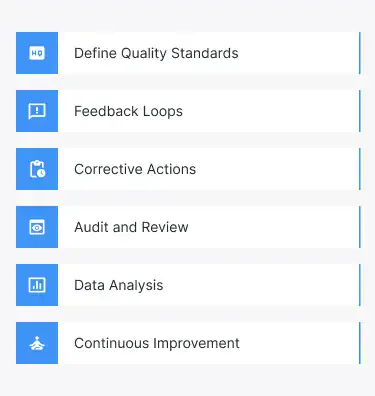 HQ
Define Quality Standards
Feedback Loops
Corrective Actions
Audit and Review
Data Analysis
Continuous Improvement